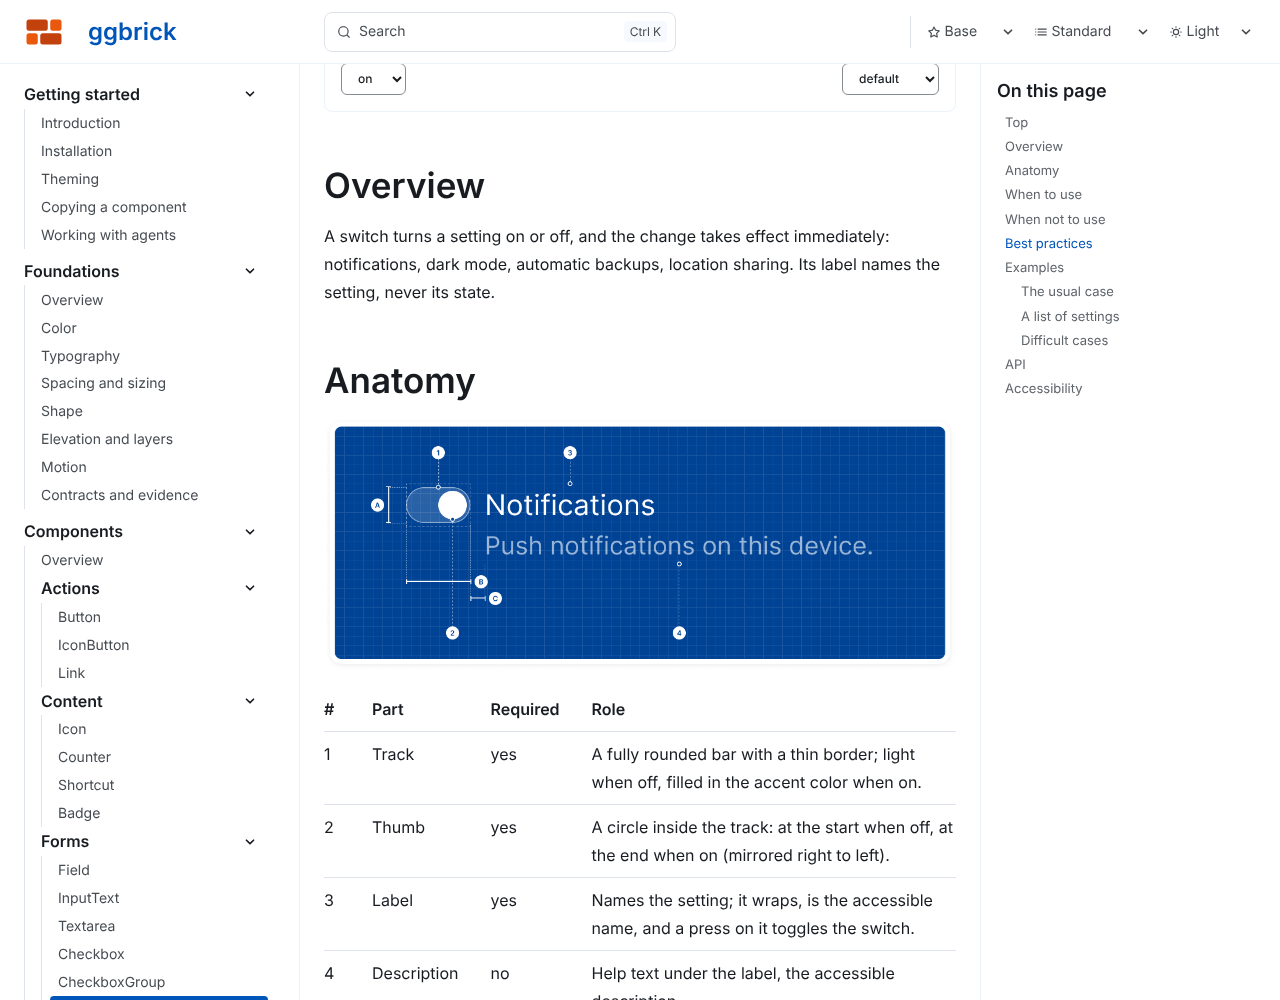 ggbrick
Search
Ctrl K
Base
Standard
Light
Getting started
Introduction
Installation
Theming
Copying a component
Working with agents
Foundations
Overview
Color
Typography
Spacing and sizing
Shape
Elevation and layers
Motion
Contracts and evidence
Components
Overview
Actions
Button
IconButton
Link
Content
Icon
Counter
Shortcut
Badge
Forms
Field
InputText
Textarea
Checkbox
CheckboxGroup
on
default
Overview
A switch turns a setting on or off, and the change takes effect immediately:
notifications, dark mode, automatic backups, location sharing. Its label names the
setting, never its state.
Anatomy
1
3
A
Notifications
Push notifications on this device.
B
C
2
4
# Part Required Role
1 Track yes A fully rounded bar with a thin border; light
when off, filled in the accent color when on.
2 Thumb yes A circle inside the track: at the start when off, at
the end when on (mirrored right to left).
3 Label yes Names the setting; it wraps, is the accessible
name, and a press on it toggles the switch.
4 Description no Help text under the label, the accessible
description.
On this page
Top
Overview
Anatomy
When to use
When not to use
Best practices
Examples
The usual case
A list of settings
Difficult cases
API
Accessibility